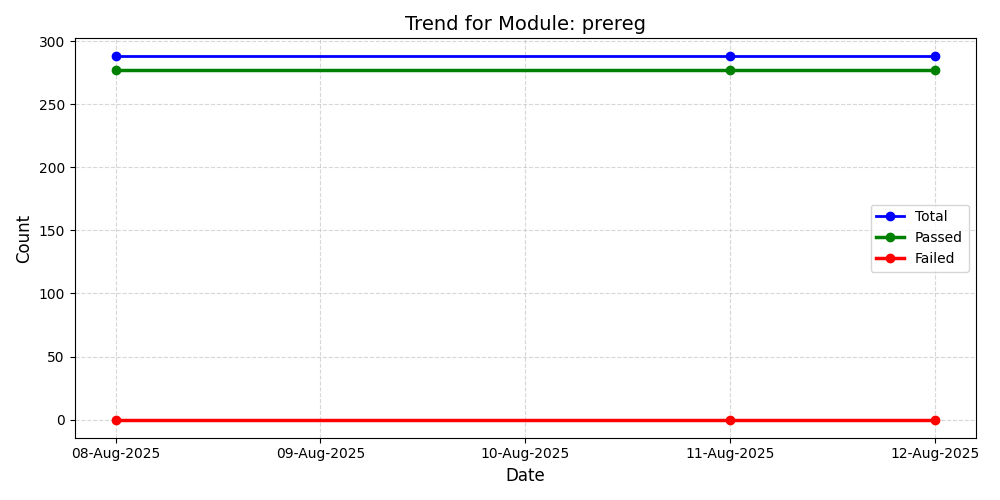 Trend for Module: prereg
300
250
200
150
100
50
0
Count
Total
Passed
Failed
08-Aug-2025
09-Aug-2025
10-Aug-2025
11-Aug-2025
12-Aug-2025
Date